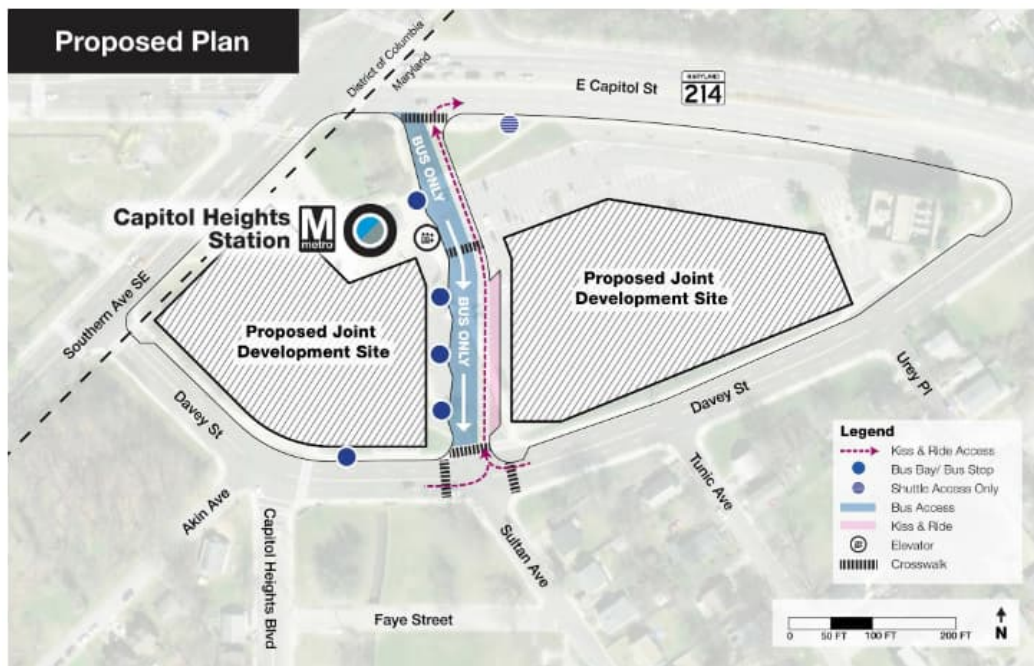 Proposed Plan
District of Columbia
Maryland
E Capitol St
MARYLAND
214
BUS ONLY
Capitol Heights
Station
M
metro
Proposed Joint
Development Site
Proposed Joint
Development Site
BUS ONLY
Southern Ave SE
Davey St
Davey St
Urey Pl
Akin Ave
Capitol Heights Blvd
Sultan Ave
Tunic Ave
Faye Street
Legend
Kiss & Ride Access
Bus Bay/ Bus Stop
Shuttle Access Only
Bus Access
Kiss & Ride
Elevator
Crosswalk
0 50 FT 100 FT 200 FT
N